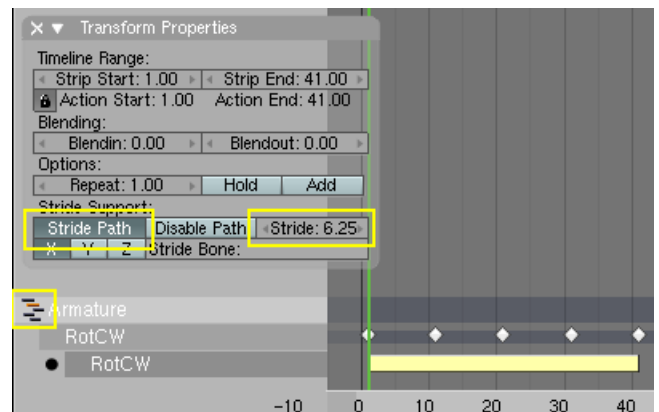 Transform Properties
Timeline Range:
Strip Start: 1.00 Strip End: 41.00
Action Start: 1.00 Action End: 41.00
Blending:
Blendin: 0.00 Blendout: 0.00
Options:
Repeat: 1.00 Hold Add
Stride Support:
Stride Path Disable Path Stride: 6.25
X Y Z Stride Bone:
Armature
RotCW
RotCW
-10 0 10 20 30 40